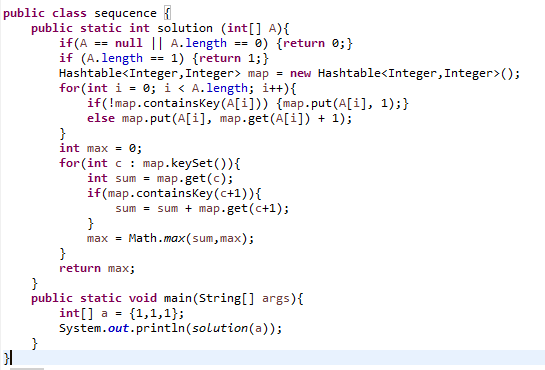 public class sequcence {
    public static int solution (int[] A){
        if(A == null || A.length == 0) {return 0;}
        if (A.length == 1) {return 1;}
        Hashtable<Integer,Integer> map = new Hashtable<Integer,Integer>();
        for(int i = 0; i < A.length; i++){
            if(!map.containsKey(A[i])) {map.put(A[i], 1);}
            else map.put(A[i], map.get(A[i]) + 1);
        }
        int max = 0;
        for(int c : map.keySet()){
            int sum = map.get(c);
            if(map.containsKey(c+1)){
                sum = sum + map.get(c+1);
            }
            max = Math.max(sum,max);
        }
        return max;
    }
    public static void main(String[] args){
        int[] a = {1,1,1};
        System.out.println(solution(a));
    }
}